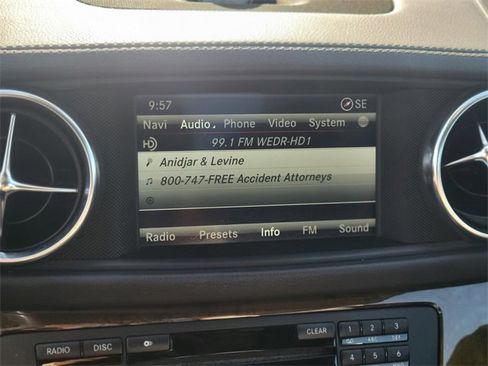 9:57 SE
Navi Audio Phone Video System
HD 99.1 FM WEDR-HD1
Anidjar & Levine
800-747-FREE Accident Attorneys
Radio Presets Info FM Sound
CLEAR 1 2 3
RADIO DISC 4 5 6